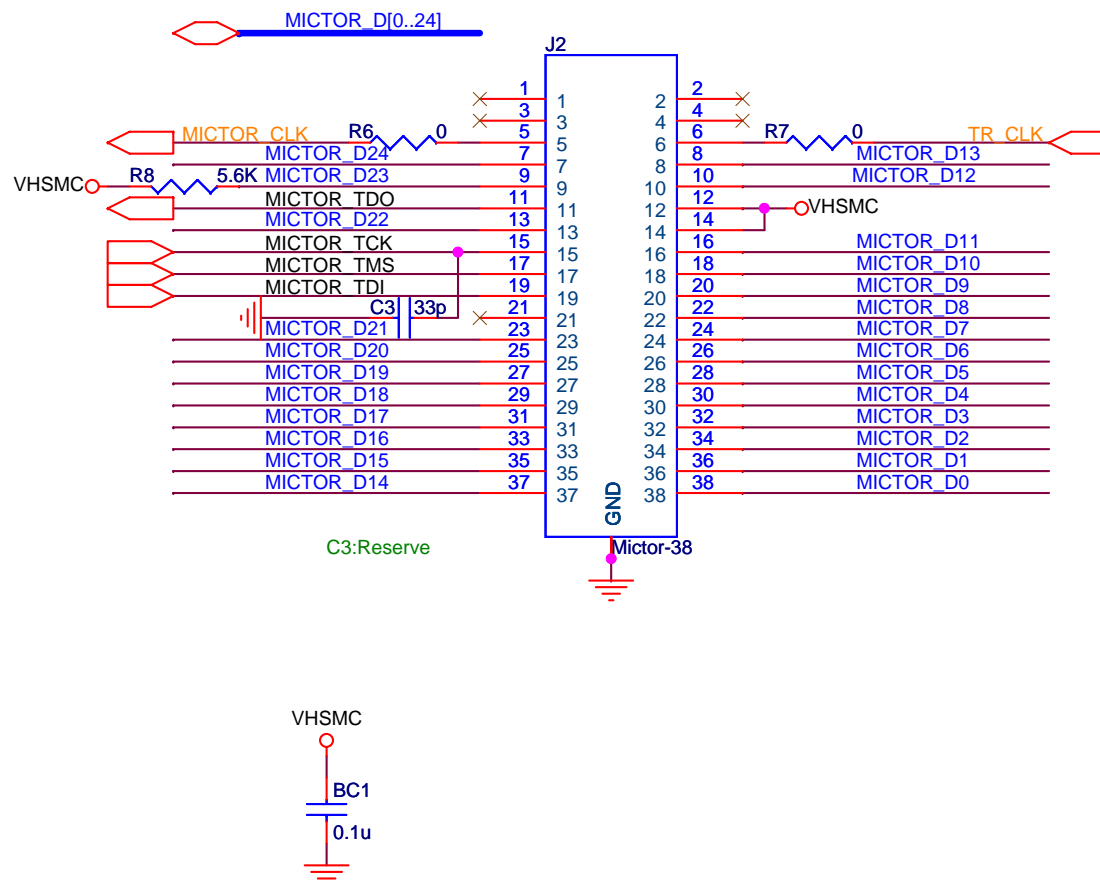 MICTOR_D[0..24]
J2
1 1 2 2
3 3 4 4
MICTOR_CLK R6 0 5 5 6 6 R7 0 TR_CLK
MICTOR_D24 7 7 8 8 MICTOR_D13
VHSMC R8 5.6K MICTOR_D23 9 9 10 10 MICTOR_D12
MICTOR_TDO 11 11 12 12 VHSMC
MICTOR_D22 13 13 14 14
MICTOR_TCK 15 15 16 16 MICTOR_D11
MICTOR_TMS 17 17 18 18 MICTOR_D10
MICTOR_TDI 19 19 20 20 MICTOR_D9
C3 33p 21 21 22 22 MICTOR_D8
MICTOR_D21 23 23 24 24 MICTOR_D7
MICTOR_D20 25 25 26 26 MICTOR_D6
MICTOR_D19 27 27 28 28 MICTOR_D5
MICTOR_D18 29 29 30 30 MICTOR_D4
MICTOR_D17 31 31 32 32 MICTOR_D3
MICTOR_D16 33 33 34 34 MICTOR_D2
MICTOR_D15 35 35 36 36 MICTOR_D1
MICTOR_D14 37 37 38 38 MICTOR_D0
GND
C3:Reserve Mictor-38
VHSMC
BC1
0.1u